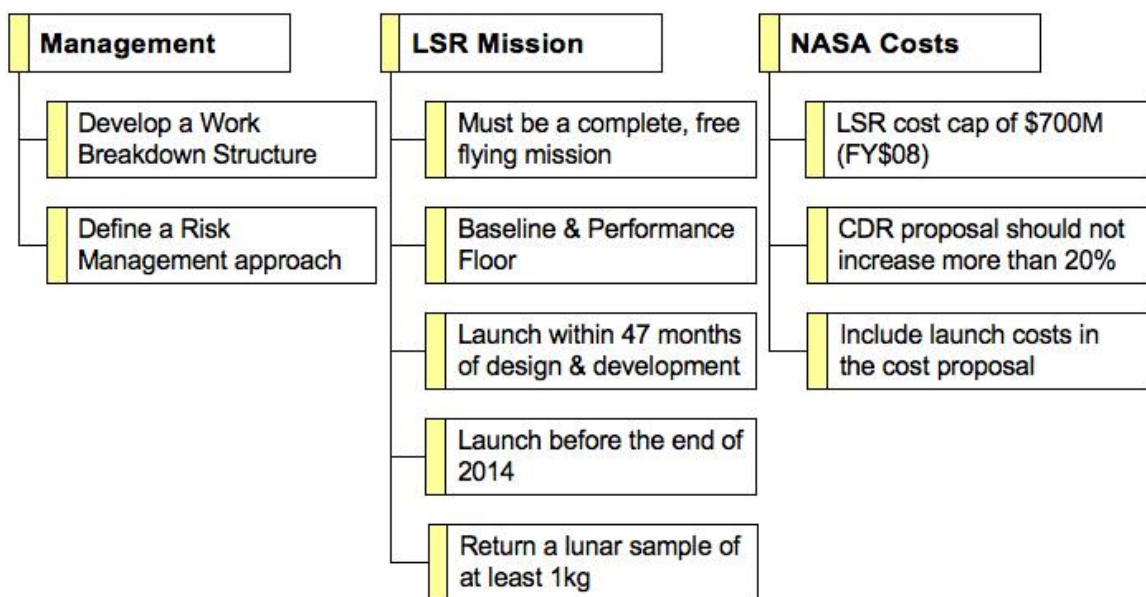 Management
Develop a Work
Breakdown Structure
Define a Risk
Management approach
LSR Mission
Must be a complete, free
flying mission
Baseline & Performance
Floor
Launch within 47 months
of design & development
Launch before the end of
2014
Return a lunar sample of
at least 1kg
NASA Costs
LSR cost cap of $700M
(FY$08)
CDR proposal should not
increase more than 20%
Include launch costs in
the cost proposal